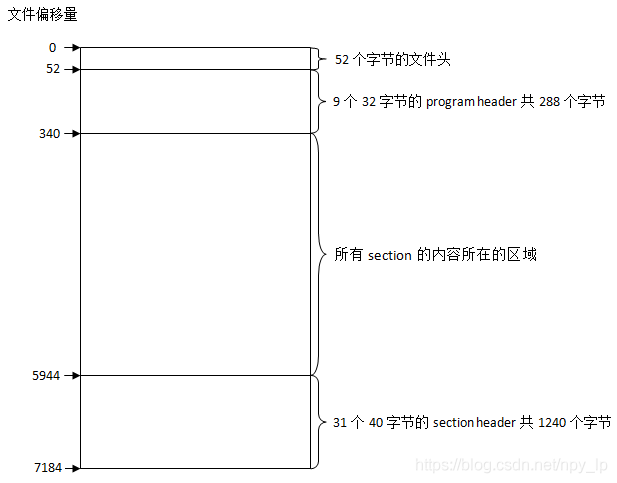 文件偏移量
0
52 个字节的文件头
52
9 个 32 字节的 program header 共 288 个字节
340
所有 section 的内容所在的区域
5944
31 个 40 字节的 section header 共 1240 个字节
7184
https://blog.csdn.net/npy_lp